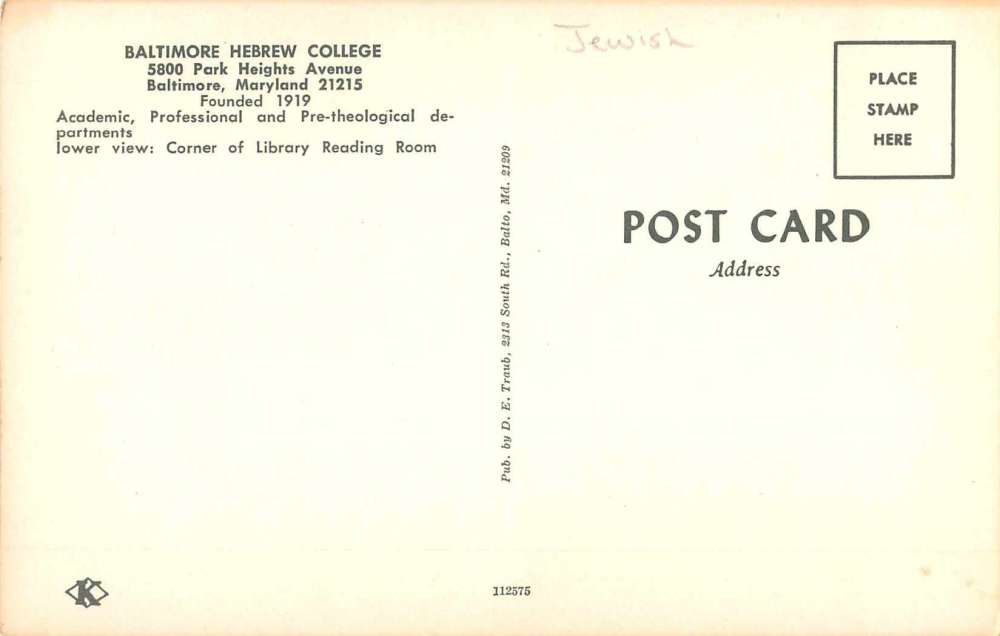 BALTIMORE HEBREW COLLEGE
5800 Park Heights Avenue
Baltimore, Maryland 21215
Founded 1919
Academic, Professional and Pre-theological de-
partments
lower view: Corner of Library Reading Room
Pub. by D. E. Traub, 2313 South Rd., Balto, Md. 21209
Jewish
PLACE
STAMP
HERE
POST CARD
Address
K
112575